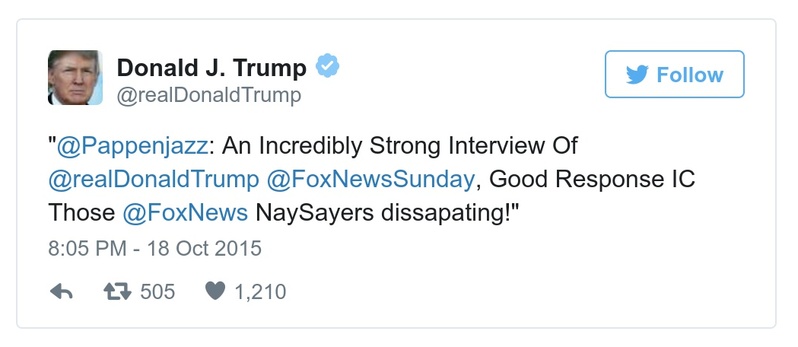 Donald J. Trump
@realDonaldTrump
Follow
"@Pappenjazz: An Incredibly Strong Interview Of
@realDonaldTrump @FoxNewsSunday, Good Response IC
Those @FoxNews NaySayers dissapating!"
8:05 PM - 18 Oct 2015
505 1,210